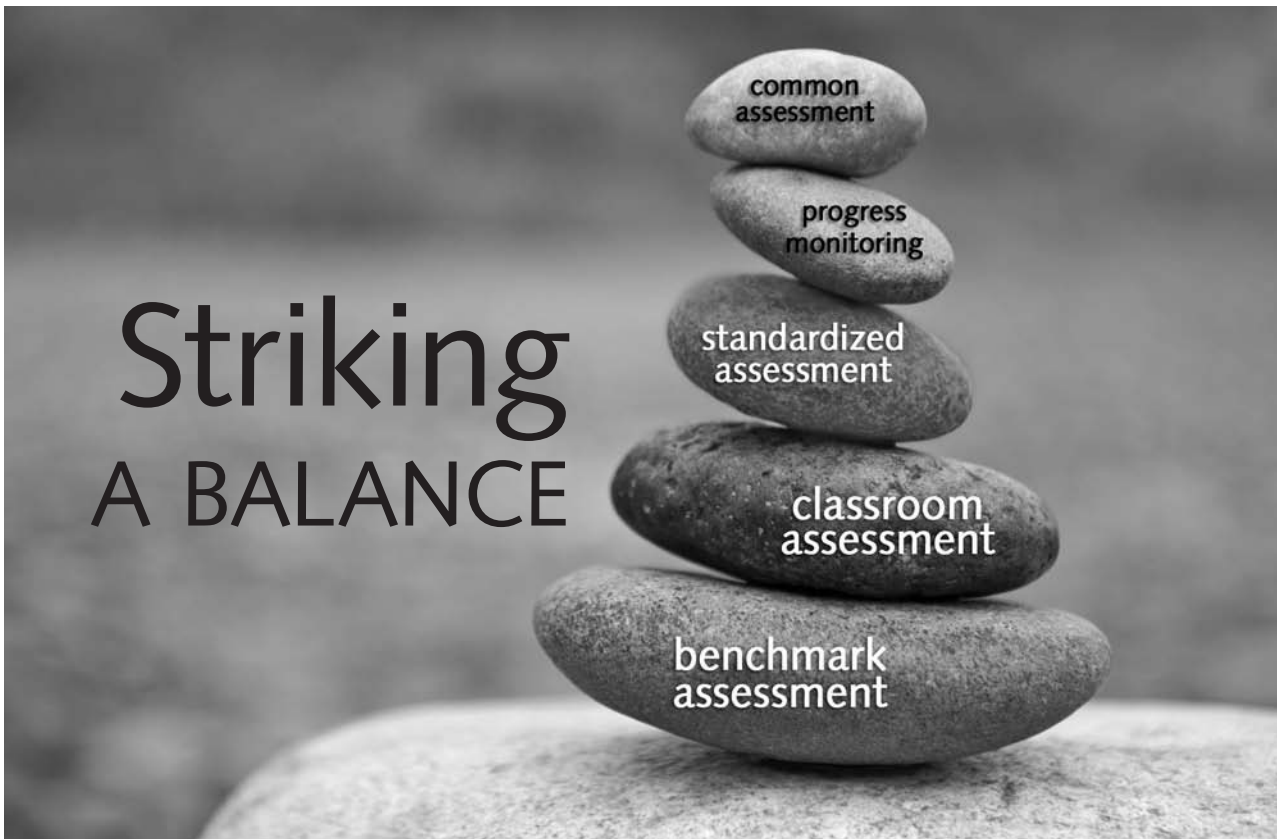 Striking
A BALANCE
common
assessment
progress
monitoring
standardized
assessment
classroom
assessment
benchmark
assessment